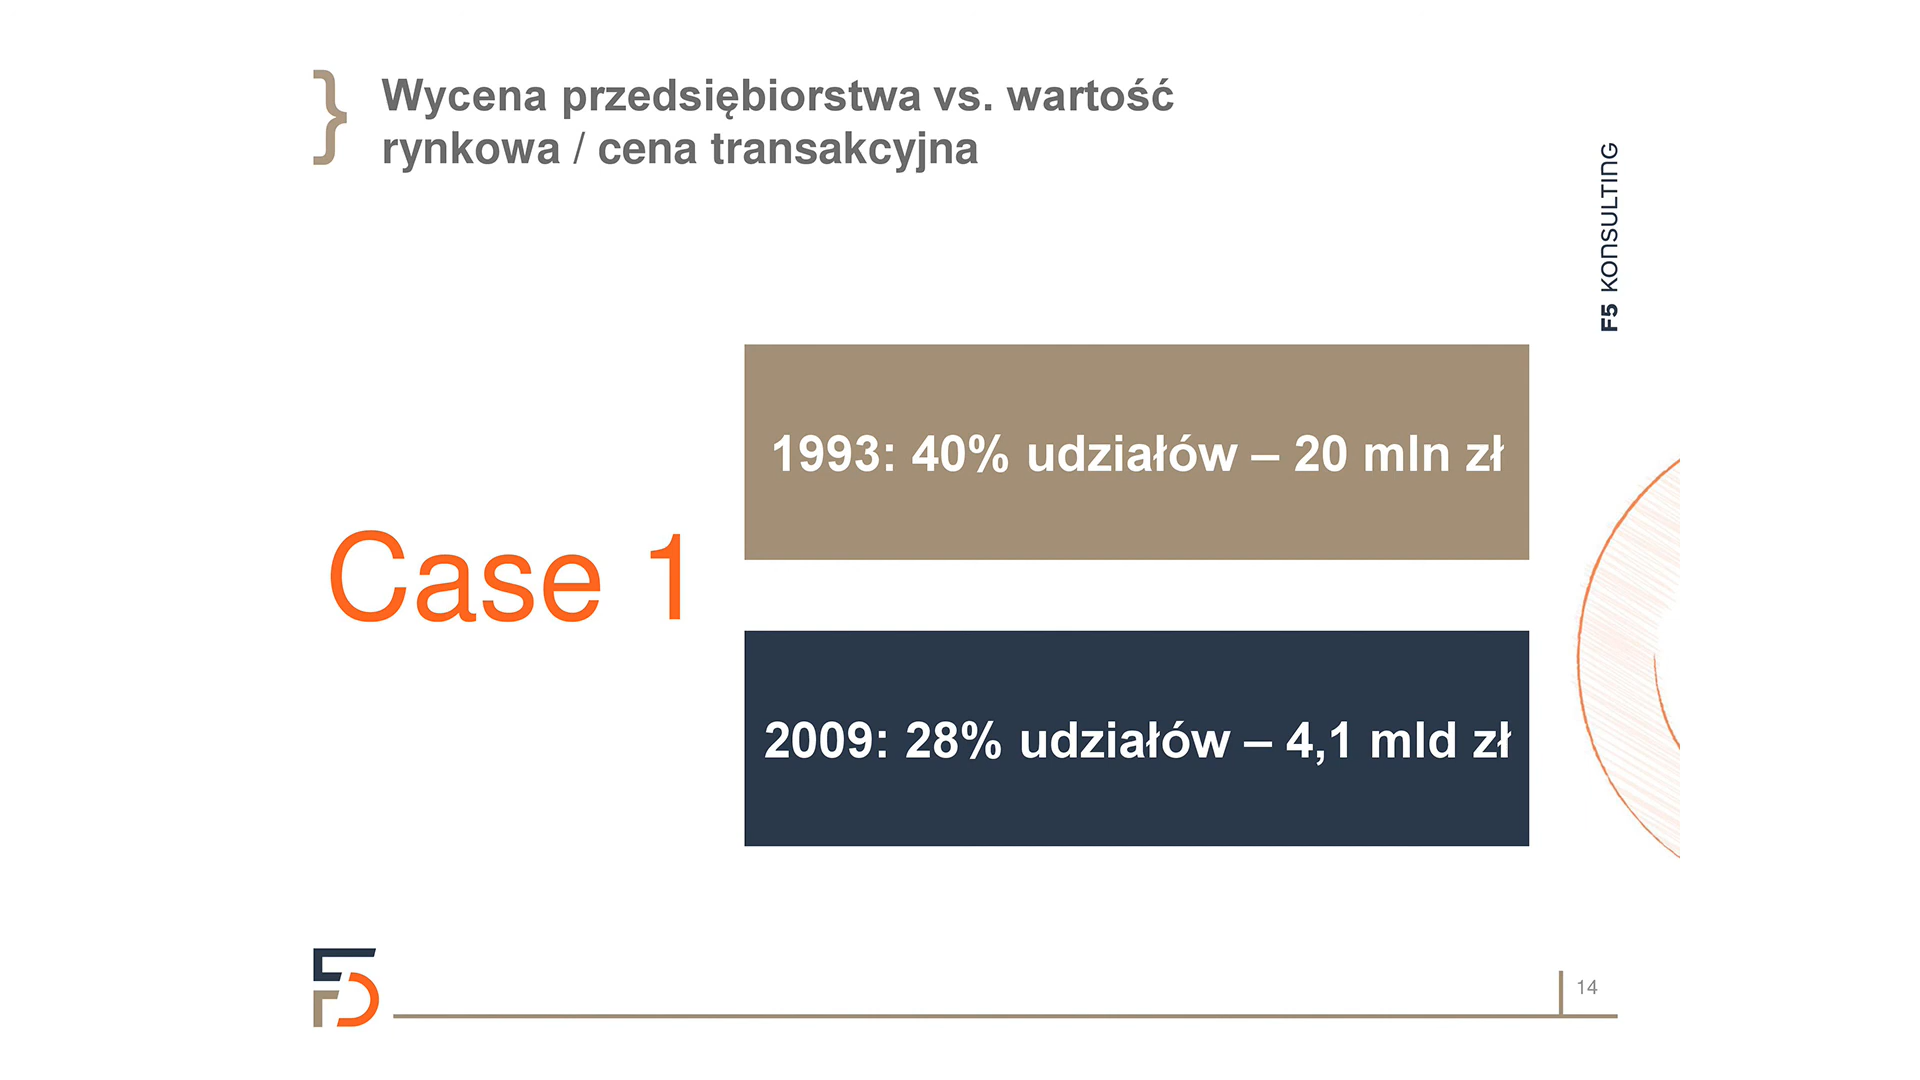 Wycena przedsiębiorstwa vs. wartość
rynkowa / cena transakcyjna
F5 KONSULTING
1993: 40% udziałów – 20 mln zł
Case 1
2009: 28% udziałów – 4,1 mld zł
F5
14